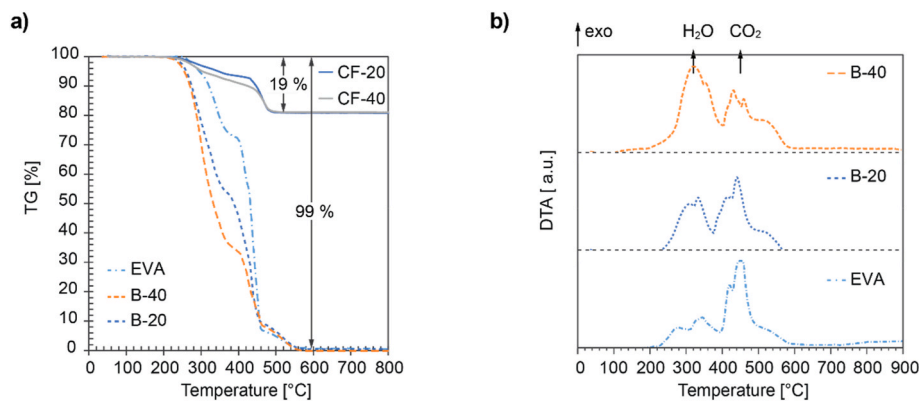 a)
100
90
80
70
60
50
40
30
20
10
0
TG [%]
19 %
CF-20
CF-40
99 %
EVA
B-40
B-20
0 100 200 300 400 500 600 700 800
Temperature [°C]
b)
exo
H₂O
CO₂
B-40
B-20
EVA
DTA [ a.u.]
0 100 200 300 400 500 600 700 800 900
Temperature [°C]